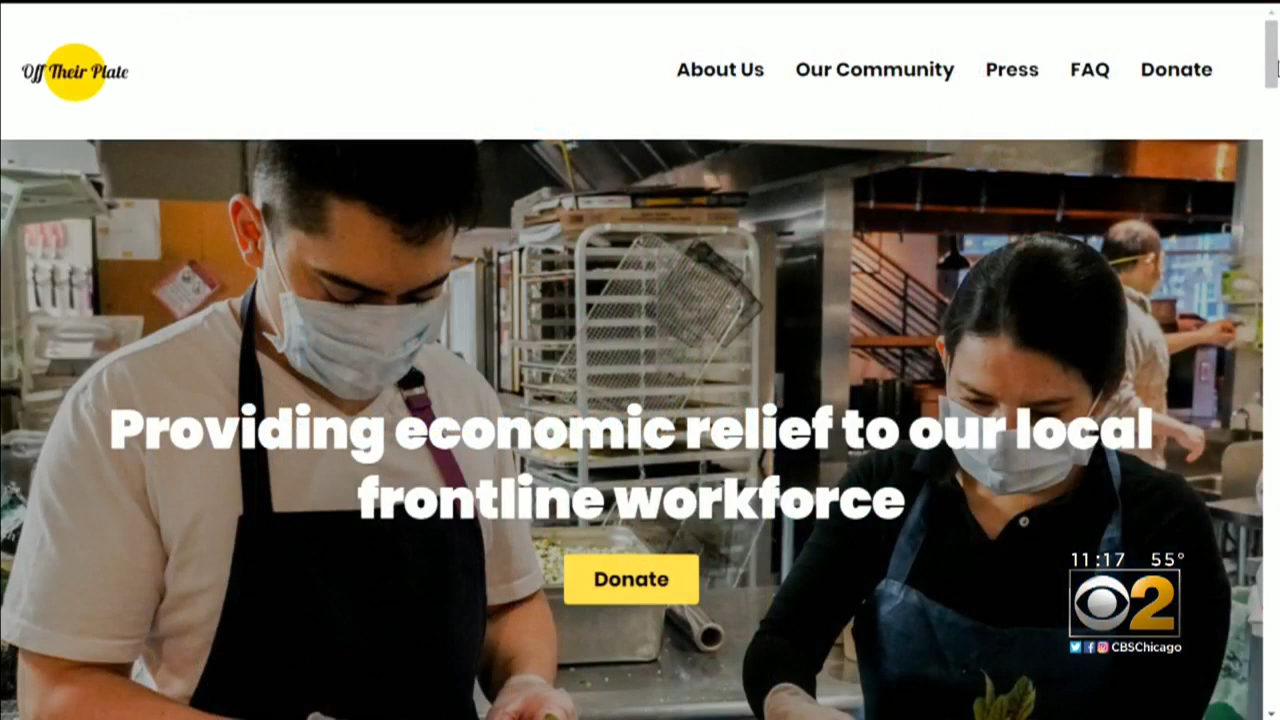 Off Their Plate
About Us Our Community Press FAQ Donate
Providing economic relief to our local
frontline workforce
Donate
11:17 55°
2
CBSChicago